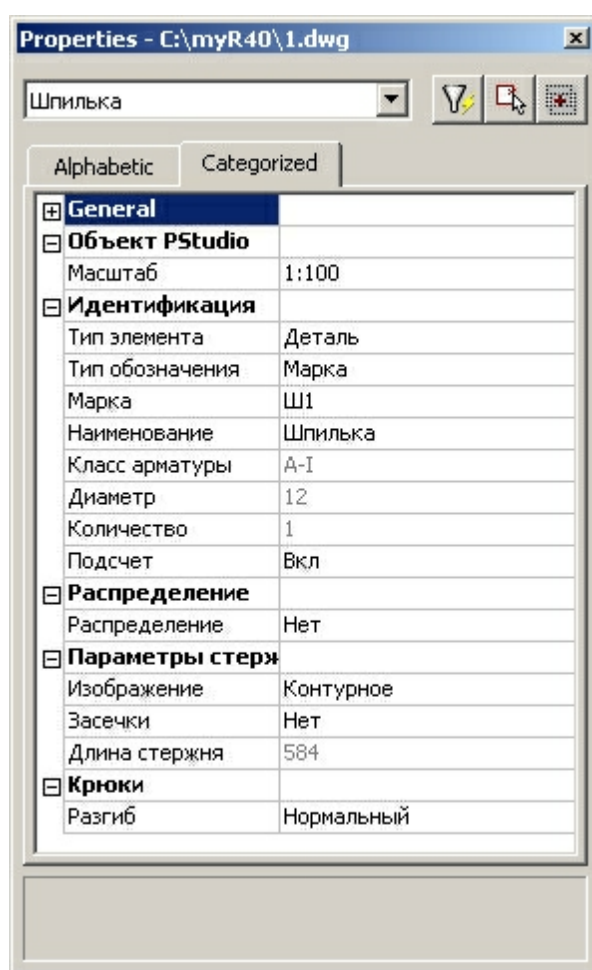 Properties - C:\myR40\1.dwg
Шпилька
Alphabetic Categorized
General
Объект PStudio
Масштаб 1:100
Идентификация
Тип элемента Деталь
Тип обозначения Марка
Марка Ш1
Наименование Шпилька
Класс арматуры А-I
Диаметр 12
Количество 1
Подсчет Вкл
Распределение
Распределение Нет
Параметры стерж
Изображение Контурное
Засечки Нет
Длина стержня 584
Крюки
Разгиб Нормальный